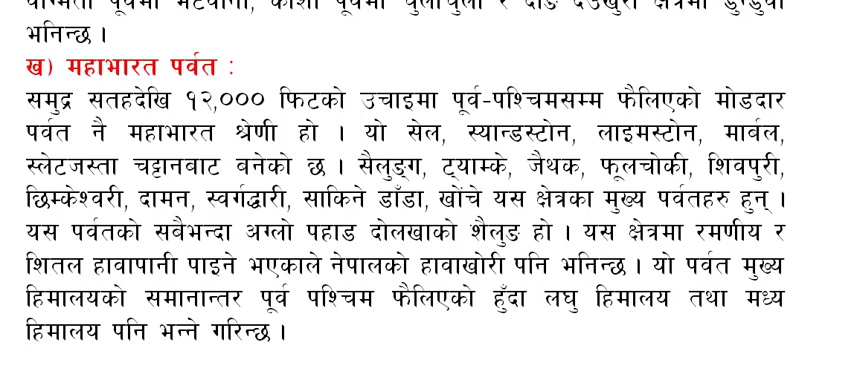 भनिन्छ ।
ख) महाभारत पर्वत :
समुद्र सतहदेखि १२,००० फिटको उचाइमा पूर्व-पश्चिमसम्म फैलिएको मोडदार
पर्वत नै महाभारत श्रेणी हो । यो सेल, स्यान्डस्टोन, लाइमस्टोन, मार्बल,
स्लेटजस्ता चट्टानबाट बनेको छ । सैलुङ्ग, ट्याम्के, जैथक, फूलचोकी, शिवपुरी,
छिम्केश्वरी, दामन, स्वर्गद्वारी, साकिने डाँडा, खोंचे यस क्षेत्रका मुख्य पर्वतहरु हुन् ।
यस पर्वतको सबैभन्दा अग्लो पहाड दोलखाको शैलुङ हो । यस क्षेत्रमा रमणीय र
शितल हावापानी पाइने भएकाले नेपालको हावाखोरी पनि भनिन्छ । यो पर्वत मुख्य
हिमालयको समानान्तर पूर्व पश्चिम फैलिएको हुँदा लघु हिमालय तथा मध्य
हिमालय पनि भन्ने गरिन्छ ।